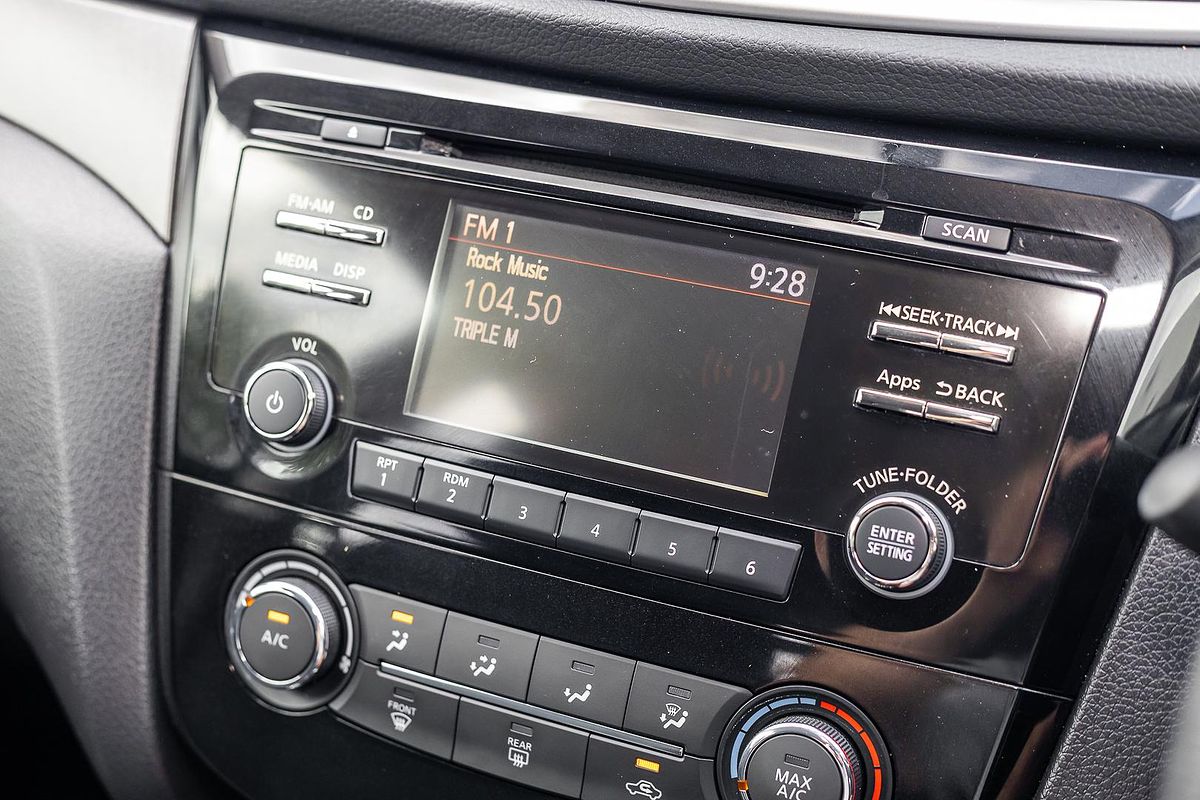 SCAN
FM·AM CD
MEDIA DISP
VOL
FM 1
9:28
Rock Music
104.50
TRIPLE M
SEEK·TRACK
Apps BACK
TUNE·FOLDER
ENTER
SETTING
RPT
1
RDM
2
3
4
5
6
A/C
FRONT
REAR
MAX
A/C